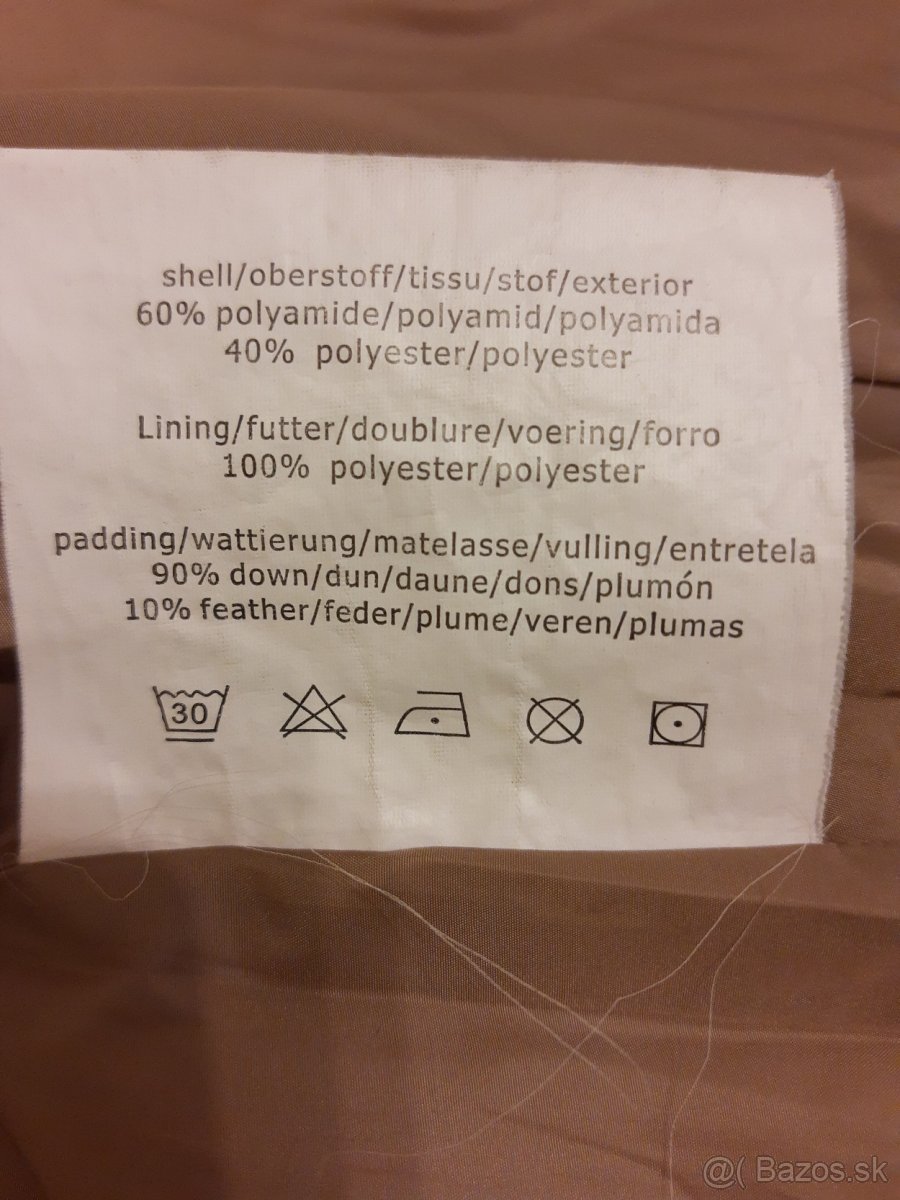 shell/oberstoff/tissu/stof/exterior
60% polyamide/polyamid/polyamida
40% polyester/polyester
Lining/futter/doublure/voering/forro
100% polyester/polyester
padding/wattierung/matelasse/vulling/entretela
90% down/dun/daune/dons/plumón
10% feather/feder/plume/veren/plumas
30
@( Bazos.sk